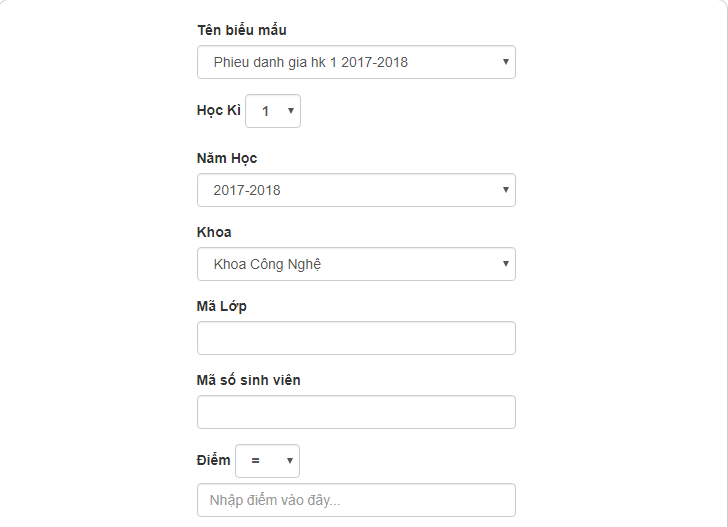 Tên biểu mẫu
Phieu danh gia hk 1 2017-2018
Học Kì 1
Năm Học
2017-2018
Khoa
Khoa Công Nghệ
Mã Lớp
Mã số sinh viên
Điểm =
Nhập điểm vào đây...